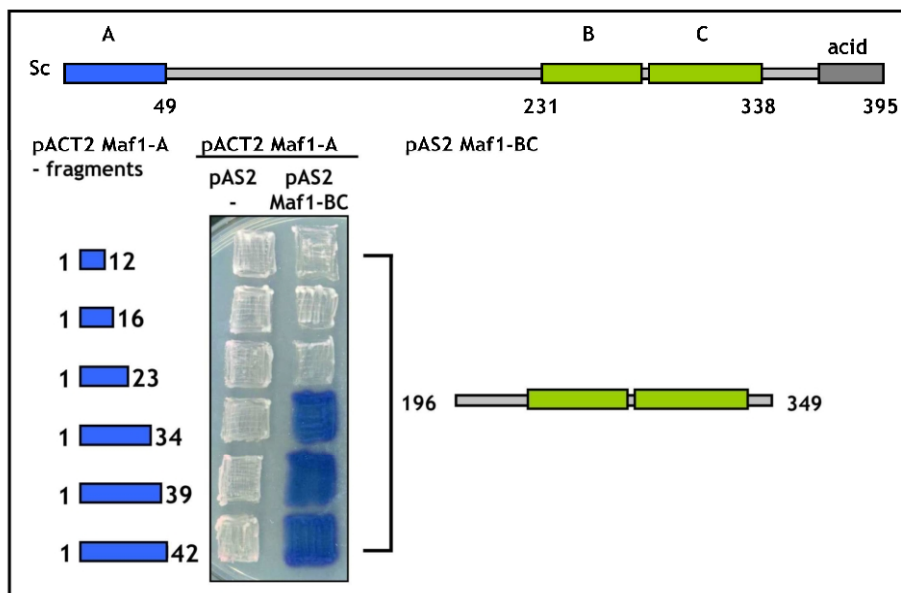 A B C acid
Sc
49 231 338 395
pACT2 Maf1-A pACT2 Maf1-A pAS2 Maf1-BC
- fragments
pAS2 pAS2
- Maf1-BC
1 12
1 16
1 23
196 349
1 34
1 39
1 42